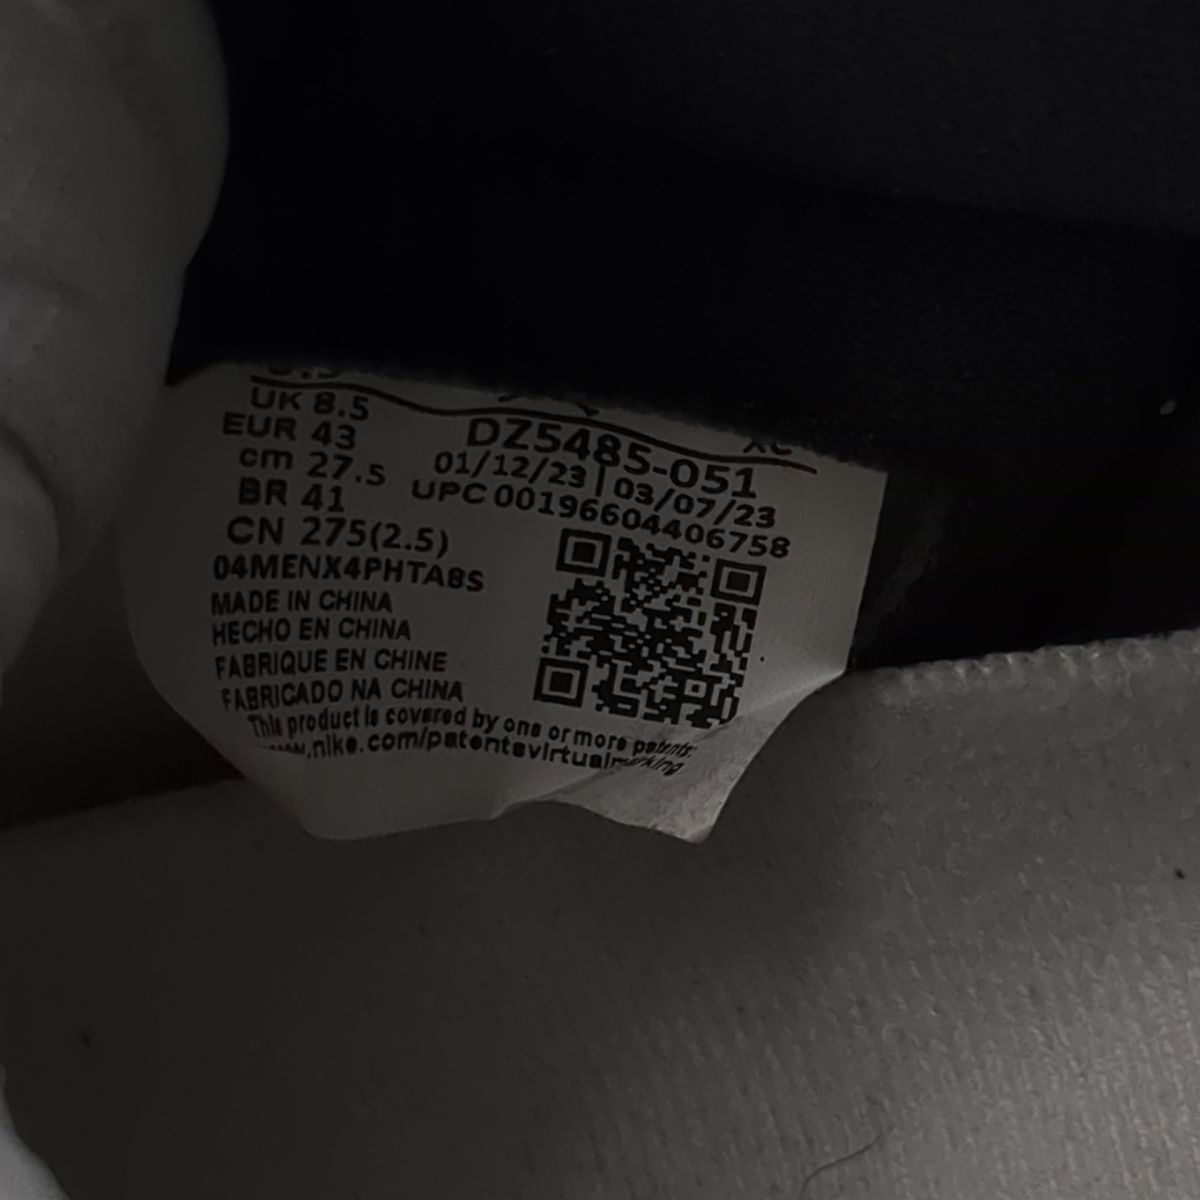 UK 8.5
EUR 43
cm 27.5
BR 41
CN 275(2.5)
04MENX4PHTA8S
MADE IN CHINA
HECHO EN CHINA
FABRIQUE EN CHINE
FABRICADO NA CHINA
XC
DZ5485-051
01/12/23 | 03/07/23
UPC 00196604406758
This product is covered by one or more patents:
www.nike.com/patentsvirtualmarking